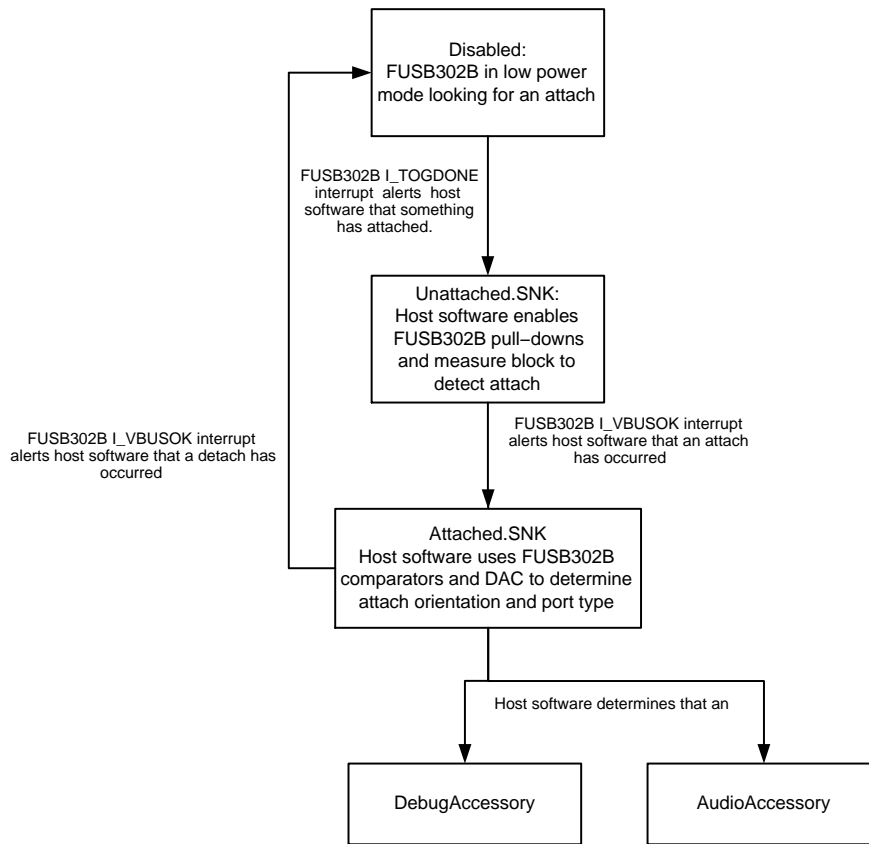 Disabled:
FUSB302B in low power
mode looking for an attach
FUSB302B I_TOGDONE
interrupt alerts host
software that something
has attached.
Unattached.SNK:
Host software enables
FUSB302B pull−downs
and measure block to
detect attach
FUSB302B I_VBUSOK interrupt
alerts host software that a detach has
occurred
FUSB302B I_VBUSOK interrupt
alerts host software that an attach
has occurred
Attached.SNK
Host software uses FUSB302B
comparators and DAC to determine
attach orientation and port type
Host software determines that an
DebugAccessory
AudioAccessory